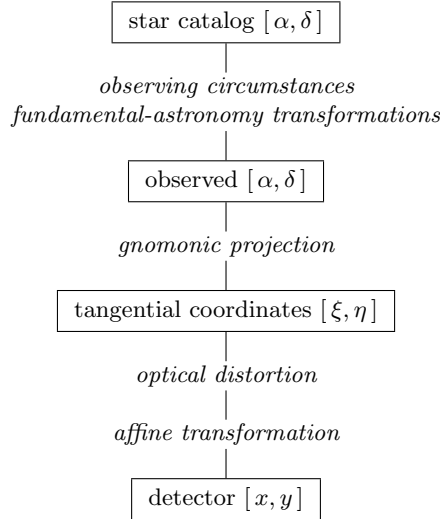 star catalog [α, δ]
observing circumstances
fundamental-astronomy transformations
observed [α, δ]
gnomonic projection
tangential coordinates [ξ, η]
optical distortion
affine transformation
detector [x, y]